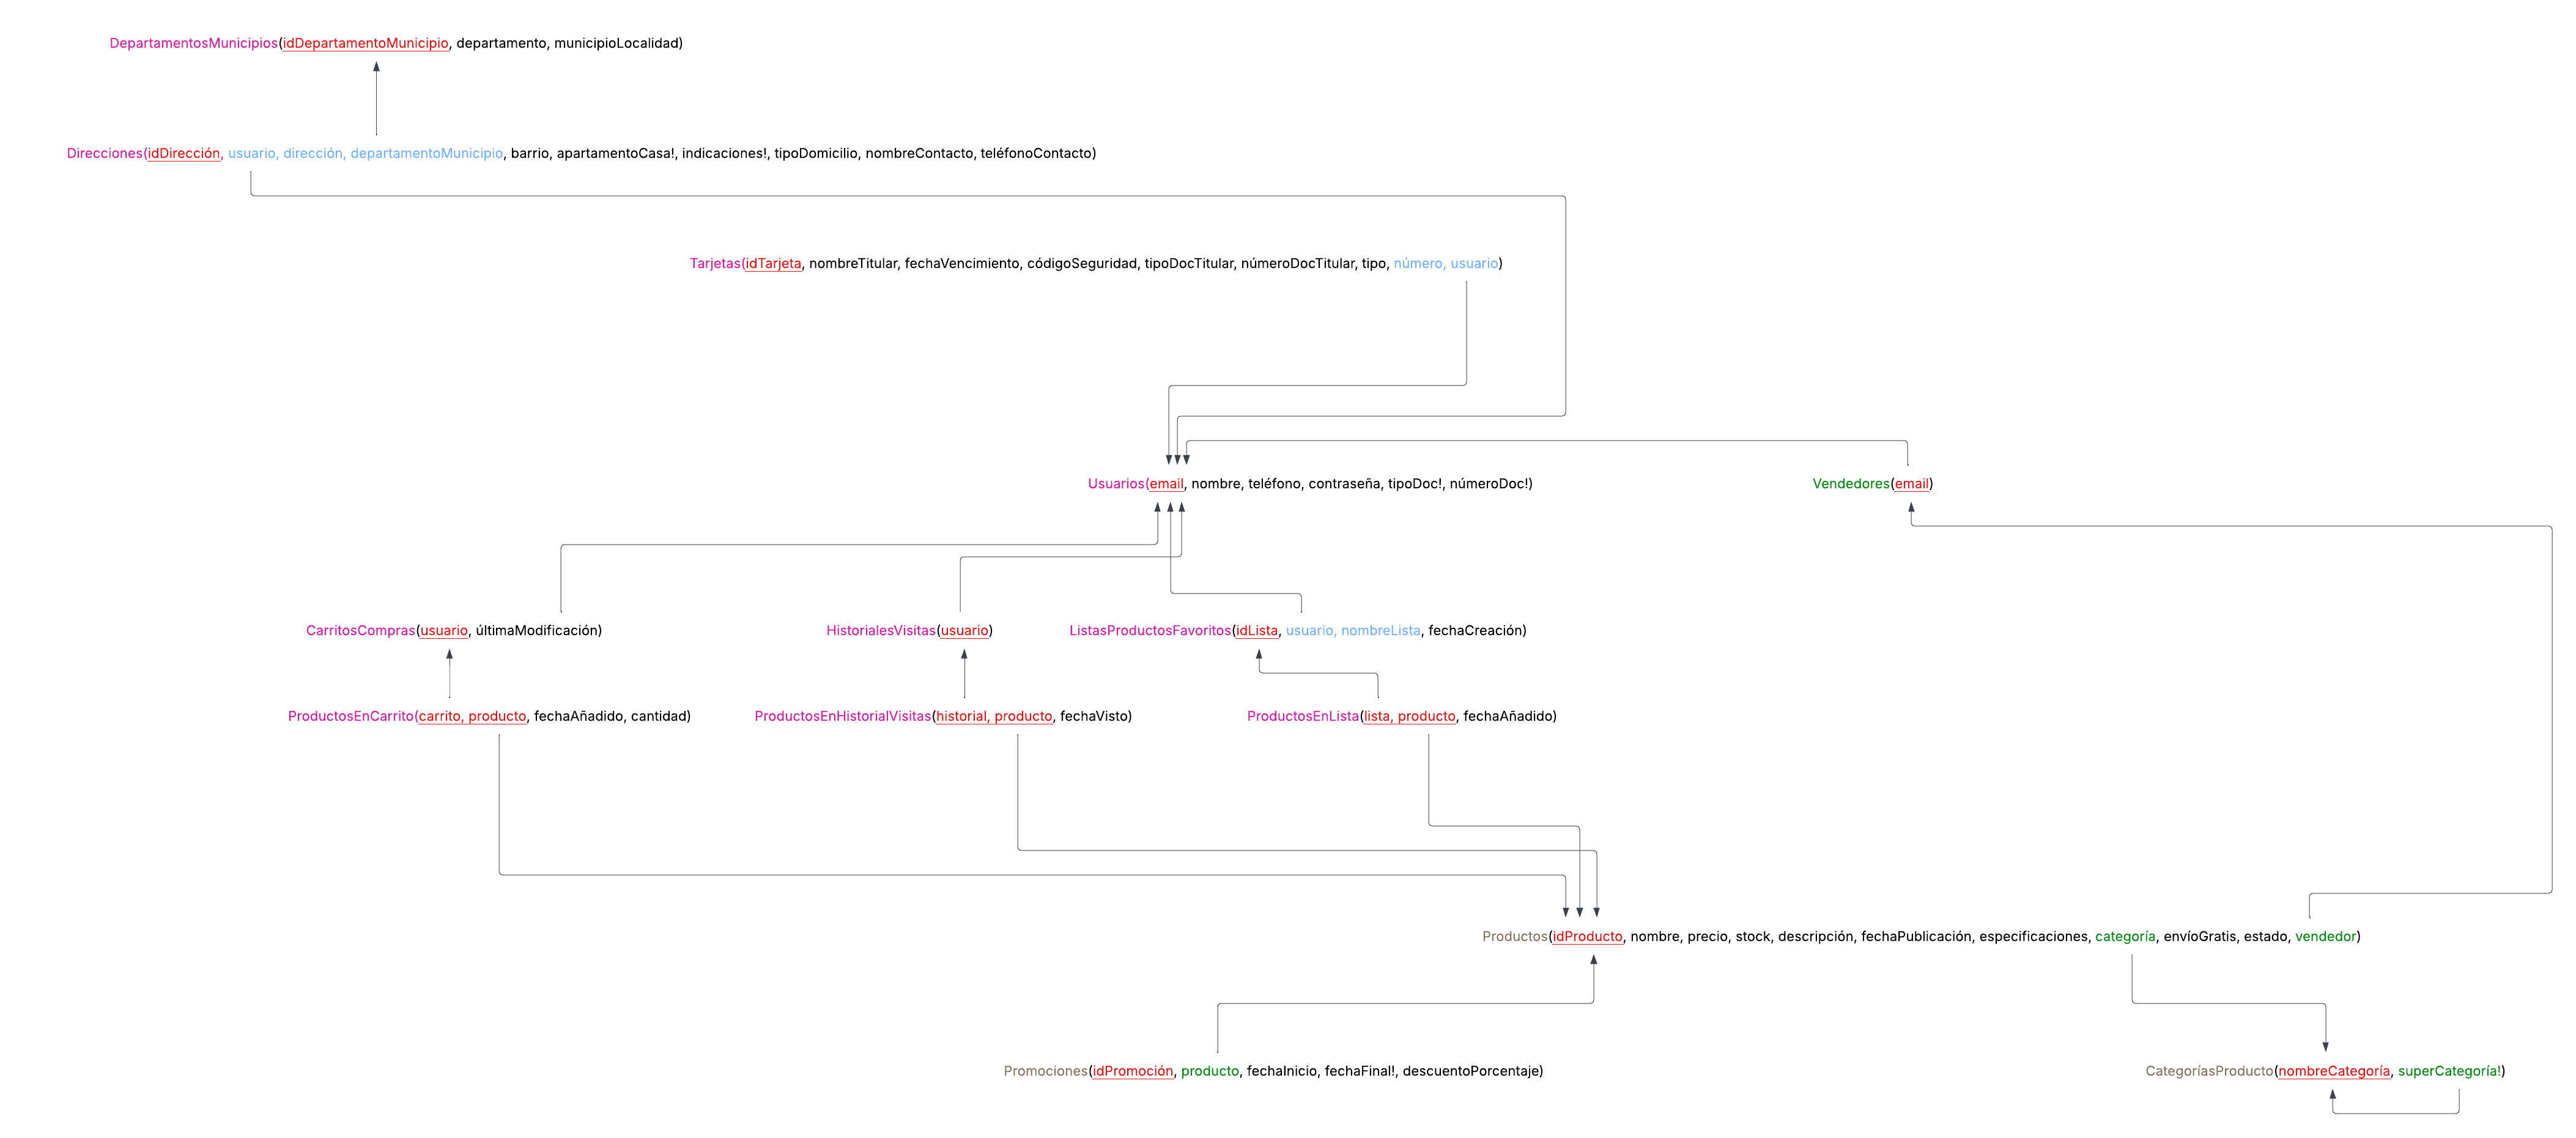 DepartamentosMunicipios(idDepartamentoMunicipio, departamento, municipioLocalidad)
Direcciones(idDirección, usuario, dirección, departamentoMunicipio, barrio, apartamentoCasa!, indicaciones!, tipoDomicilio, nombreContacto, teléfonoContacto)
Tarjetas(idTarjeta, nombreTitular, fechaVencimiento, códigoSeguridad, tipoDocTitular, númeroDocTitular, tipo, número, usuario)
Usuarios(email, nombre, teléfono, contraseña, tipoDoc!, númeroDoc!)
Vendedores(email)
CarritosCompras(usuario, últimaModificación)
HistorialesVisitas(usuario)
ListasProductosFavoritos(idLista, usuario, nombreLista, fechaCreación)
ProductosEnCarrito(carrito, producto, fechaAñadido, cantidad)
ProductosEnHistorialVisitas(historial, producto, fechaVisto)
ProductosEnLista(lista, producto, fechaAñadido)
Productos(idProducto, nombre, precio, stock, descripción, fechaPublicación, especificaciones, categoría, envíoGratis, estado, vendedor)
Promociones(idPromoción, producto, fechaInicio, fechaFinal!, descuentoPorcentaje)
CategoríasProducto(nombreCategoría, superCategoría!)